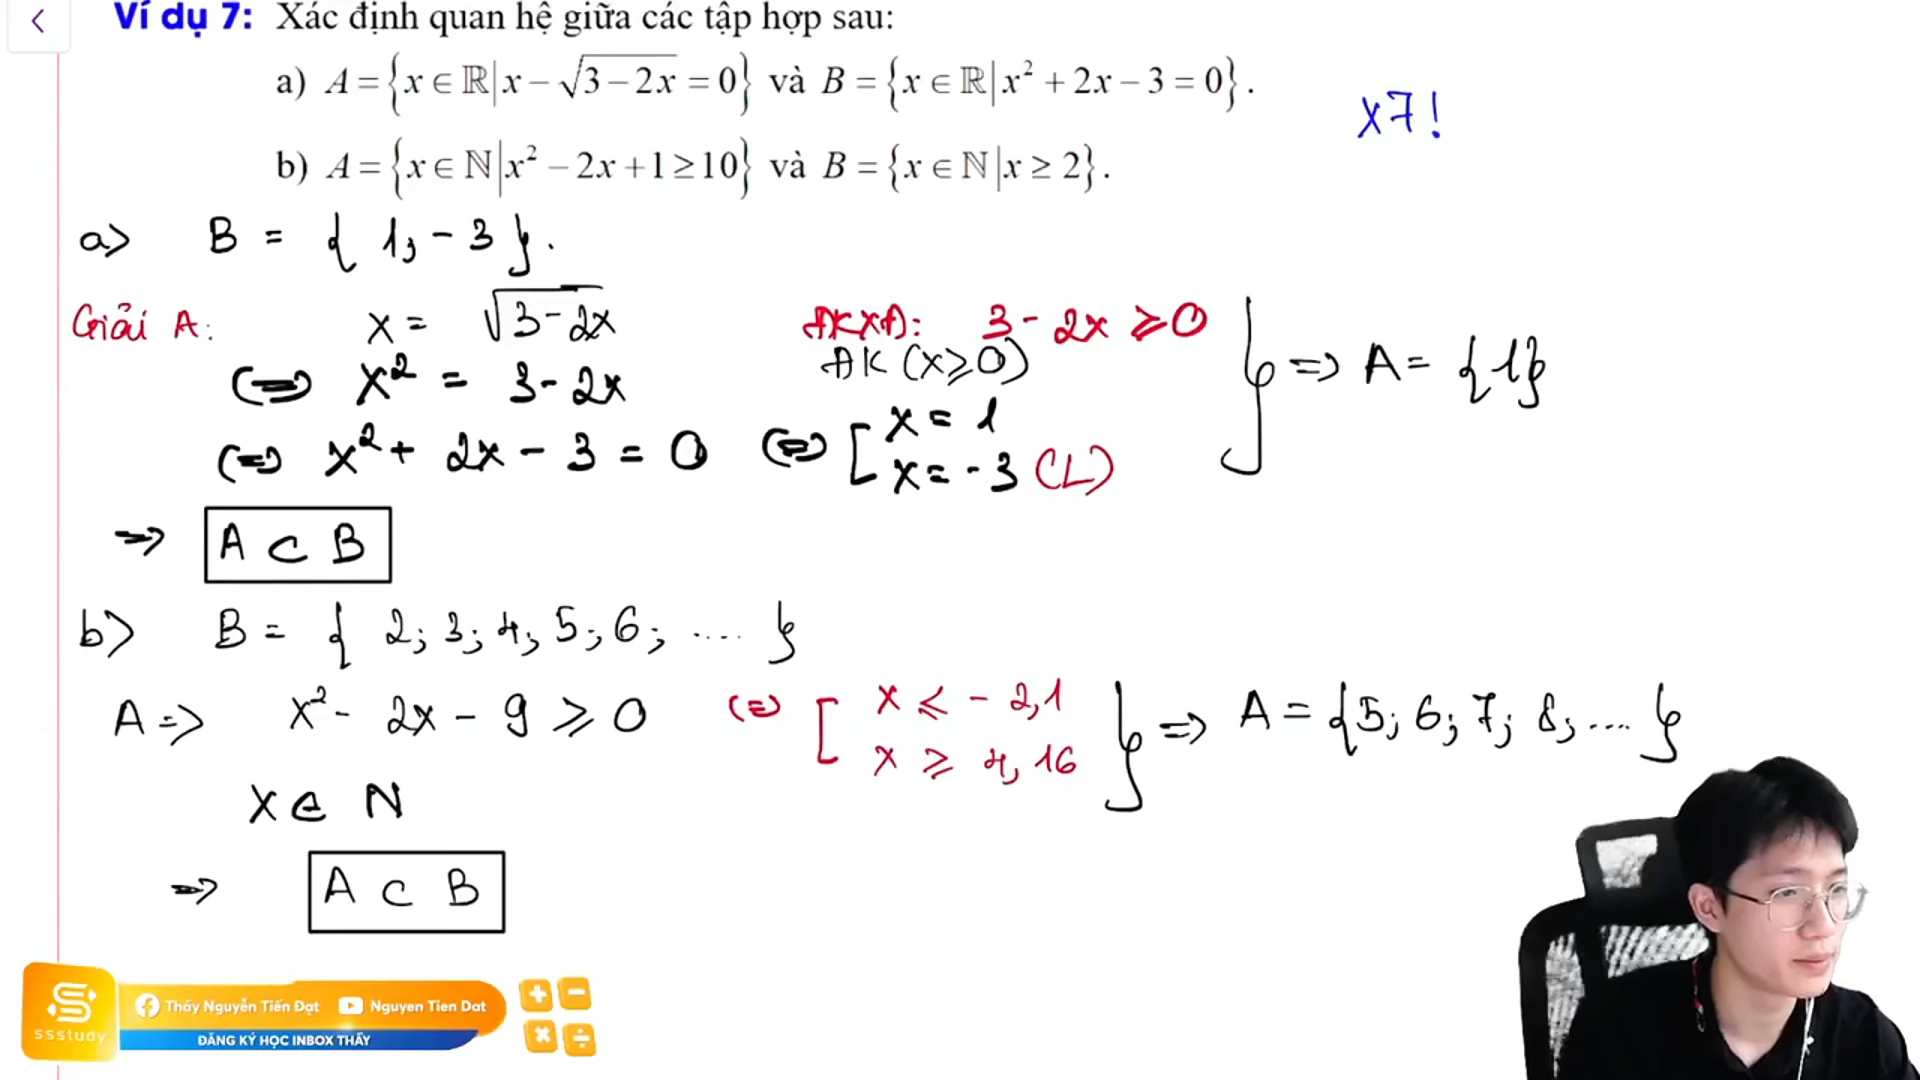 Ví dụ 7: Xác định quan hệ giữa các tập hợp sau:
a) A = {x ∈ ℝ | x − √(3 − 2x) = 0} và B = {x ∈ ℝ | x² + 2x − 3 = 0}.
x7!
b) A = {x ∈ ℕ | x² − 2x + 1 ≥ 10} và B = {x ∈ ℕ | x ≥ 2}.
a> B = { 1; -3 }.
Giải A: x = √(3-2x) ĐKXĐ: 3 - 2x ≥ 0
ĐK (x≥0)
<=> x² = 3-2x
=> A = {1}
<=> x² + 2x - 3 = 0 <=> [ x = 1
x = -3 (L)
=> A ⊂ B
b> B = { 2; 3; 4; 5; 6; .... }
A => x² - 2x - 9 ≥ 0 <=> [ x ≤ - 2,1
x ≥ 4,16
} => A = {5; 6; 7; 8; .... }
x ∈ N
=> A ⊂ B
ssstudy
Thầy Nguyễn Tiến Đạt Nguyen Tien Dat
ĐĂNG KÝ HỌC INBOX THẦY